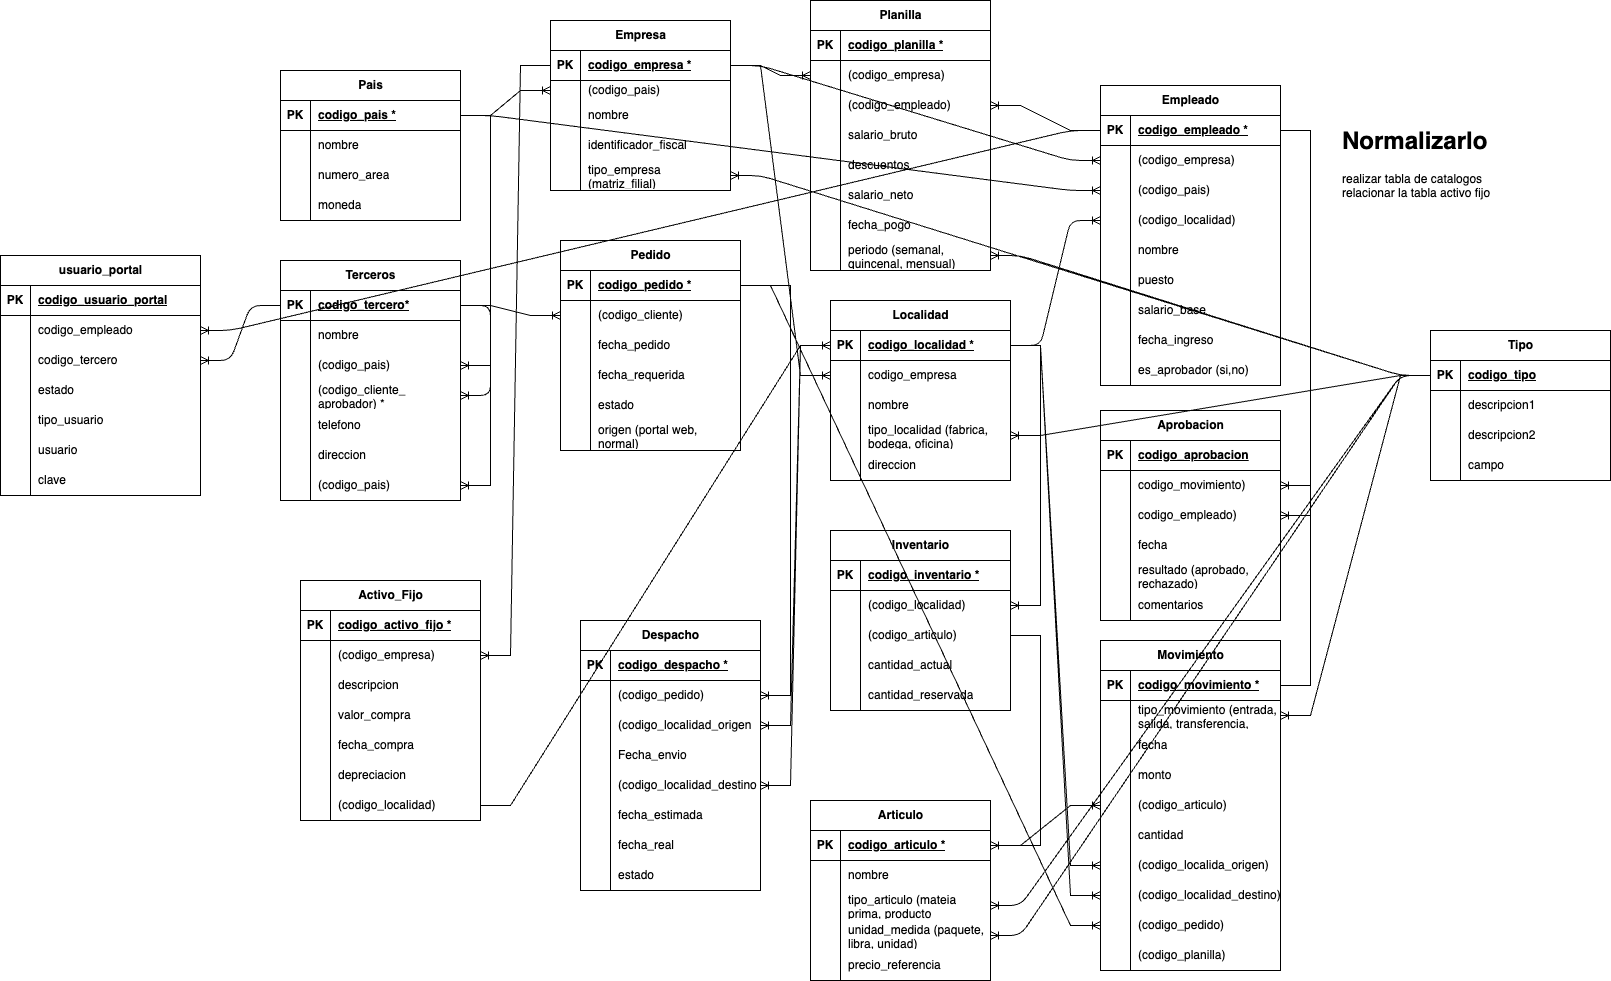 Pais
PK codigo_pais *
nombre
numero_area
moneda
Empresa
PK codigo_empresa *
(codigo_pais)
nombre
identificador_fiscal
tipo_empresa
(matriz_filial)
Planilla
PK codigo_planilla *
(codigo_empresa)
(codigo_empleado)
salario_bruto
descuentos
salario_neto
fecha_pogo
periodo (semanal,
quincenal, mensual)
Empleado
PK codigo_empleado *
(codigo_empresa)
(codigo_pais)
(codigo_localidad)
nombre
puesto
salario_base
fecha_ingreso
es_aprobador (si,no)
Normalizarlo
realizar tabla de catalogos
relacionar la tabla activo fijo
usuario_portal
PK codigo_usuario_portal
codigo_empleado
codigo_tercero
estado
tipo_usuario
usuario
clave
Terceros
PK codigo_tercero*
nombre
(codigo_pais)
(codigo_cliente_
aprobador) *
telefono
direccion
(codigo_pais)
Pedido
PK codigo_pedido *
(codigo_cliente)
fecha_pedido
fecha_requerida
estado
origen (portal web,
normal)
Localidad
PK codigo_localidad *
codigo_empresa
nombre
tipo_localidad (fabrica,
bodega, oficina)
direccion
Tipo
PK codigo_tipo
descripcion1
descripcion2
campo
Aprobacion
PK codigo_aprobacion
codigo_movimiento)
codigo_empleado)
fecha
resultado (aprobado,
rechazado)
comentarios
Inventario
PK codigo_inventario *
(codigo_localidad)
(codigo_articulo)
cantidad_actual
cantidad_reservada
Activo_Fijo
PK codigo_activo_fijo *
(codigo_empresa)
descripcion
valor_compra
fecha_compra
depreciacion
(codigo_localidad)
Despacho
PK codigo_despacho *
(codigo_pedido)
(codigo_localidad_origen
Fecha_envio
(codigo_localidad_destino
fecha_estimada
fecha_real
estado
Movimiento
PK codigo_movimiento *
tipo_movimiento (entrada,
salida, transferencia,
fecha
monto
(codigo_articulo)
cantidad
(codigo_localida_origen)
(codigo_localidad_destino)
(codigo_pedido)
(codigo_planilla)
Articulo
PK codigo_articulo *
nombre
tipo_articulo (mateia
prima, producto
unidad_medida (paquete,
libra, unidad)
precio_referencia